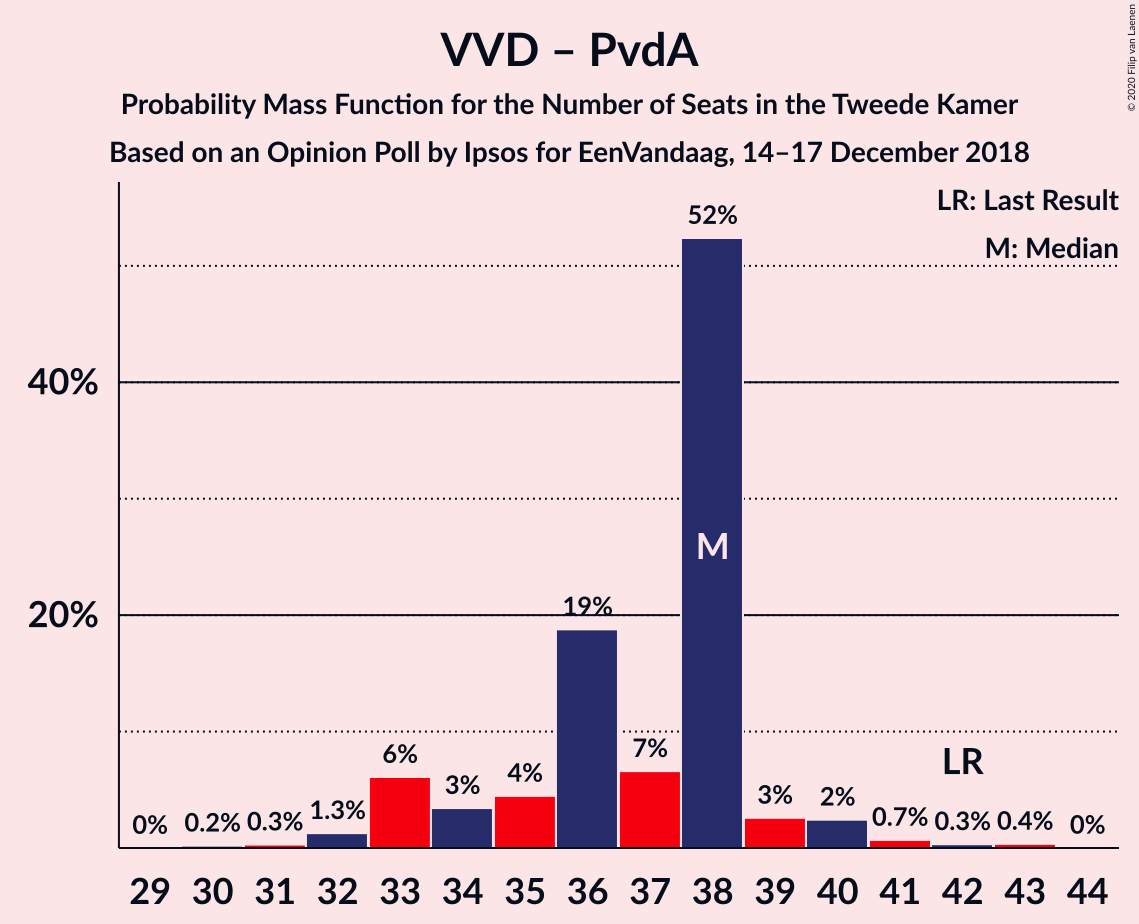 VVD – PvdA
Probability Mass Function for the Number of Seats in the Tweede Kamer
Based on an Opinion Poll by Ipsos for EenVandaag, 14–17 December 2018
© 2020 Filip van Laenen
LR: Last Result
M: Median
40%
20%
0% 0.2% 0.3% 1.3% 6% 3% 4% 19% 7% 52% 3% 2% 0.7% 0.3% 0.4% 0%
M
LR
29 30 31 32 33 34 35 36 37 38 39 40 41 42 43 44